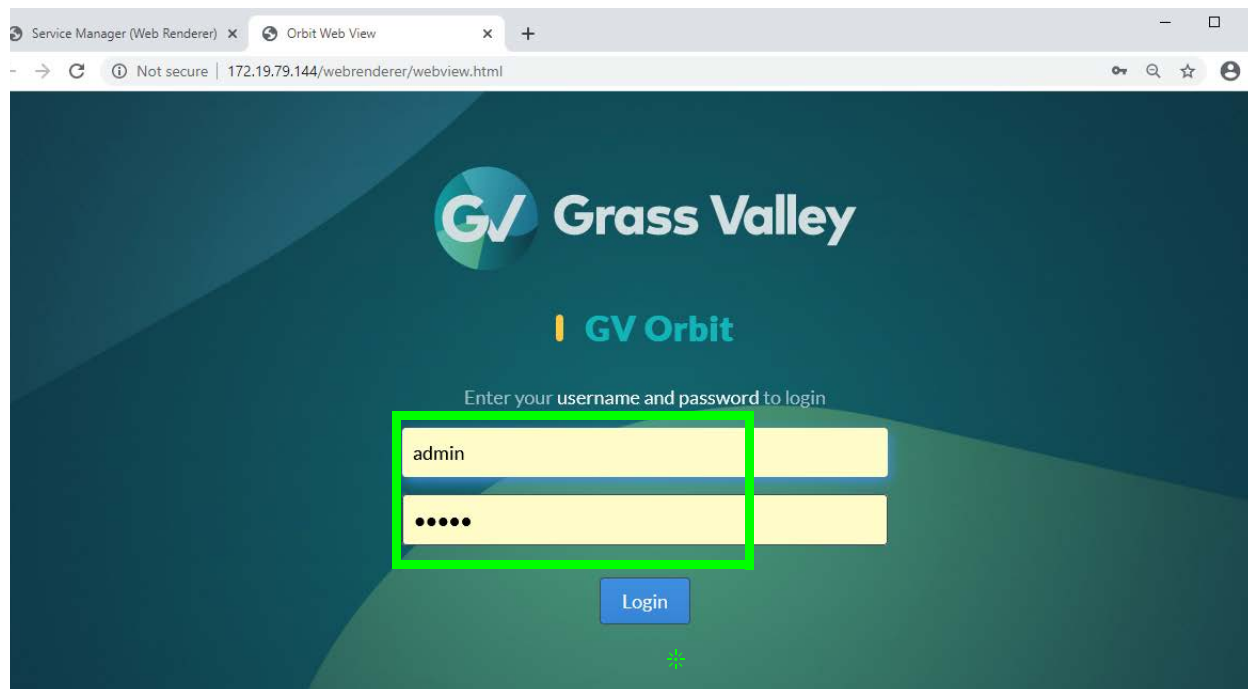 Service Manager (Web Renderer)
Orbit Web View
Not secure | 172.19.79.144/webrenderer/webview.html
GV Grass Valley
GV Orbit
Enter your username and password to login
admin
•••••
Login